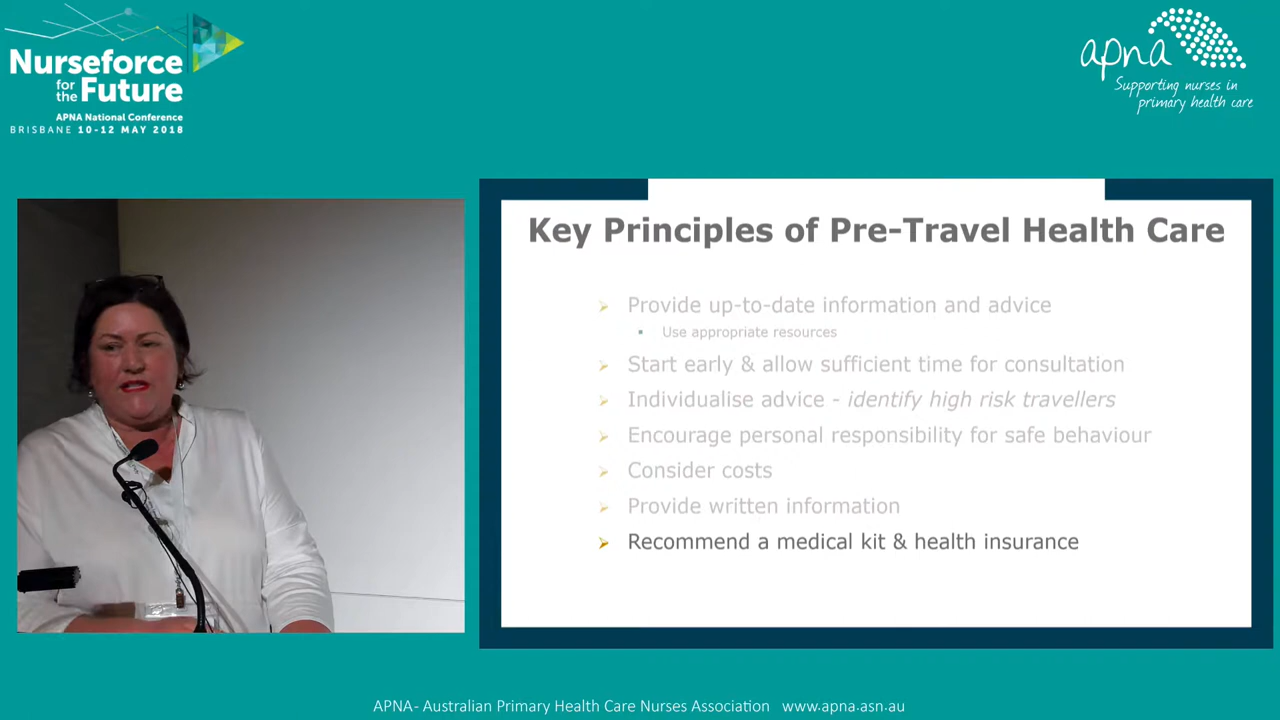 Nurseforce
for the Future
APNA National Conference
BRISBANE 10-12 MAY 2018
apna
Supporting nurses in
primary health care
Key Principles of Pre-Travel Health Care
Provide up-to-date information and advice
Use appropriate resources
Start early & allow sufficient time for consultation
Individualise advice - identify high risk travellers
Encourage personal responsibility for safe behaviour
Consider costs
Provide written information
Recommend a medical kit & health insurance
APNA- Australian Primary Health Care Nurses Association www.apna.asn.au